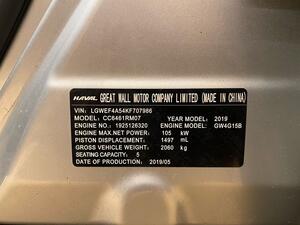 HAVAL GREAT WALL MOTOR COMPANY LIMITED (MADE IN CHINA)
VIN: LGWEF4A54KF707986
MODEL: CC6461RM07 YEAR MODEL: 2019
ENGINE NO.: 1925126320 ENGINE MODEL: GW4G15B
ENGINE MAX.NET POWER: 105 kW
PISTON DISPLACEMENT: 1497 mL
GROSS VEHICLE WEIGHT: 2060 kg
SEATING CAPACITY: 5
DATE OF PRODUCTION: 2019/05